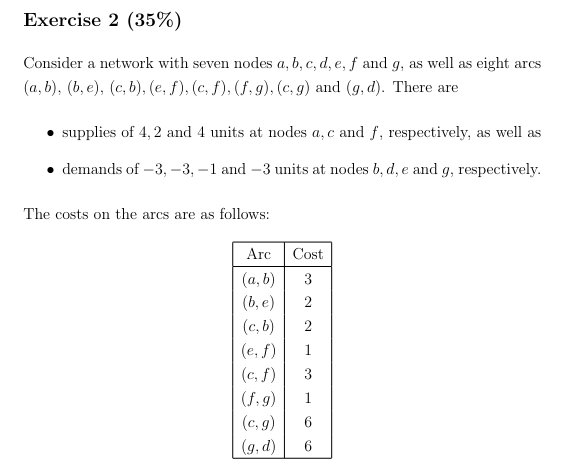 Exercise 2 (35%)
Consider a network with seven nodes a, b, c, d, e, f and g, as well as eight arcs
(a, b), (b, e), (c, b), (e, f), (c, f), (f, g), (c, g) and (g, d). There are
• supplies of 4, 2 and 4 units at nodes a, c and f, respectively, as well as
• demands of −3, −3, −1 and −3 units at nodes b, d, e and g, respectively.
The costs on the arcs are as follows:
Arc Cost
(a, b) 3
(b, e) 2
(c, b) 2
(e, f) 1
(c, f) 3
(f, g) 1
(c, g) 6
(g, d) 6